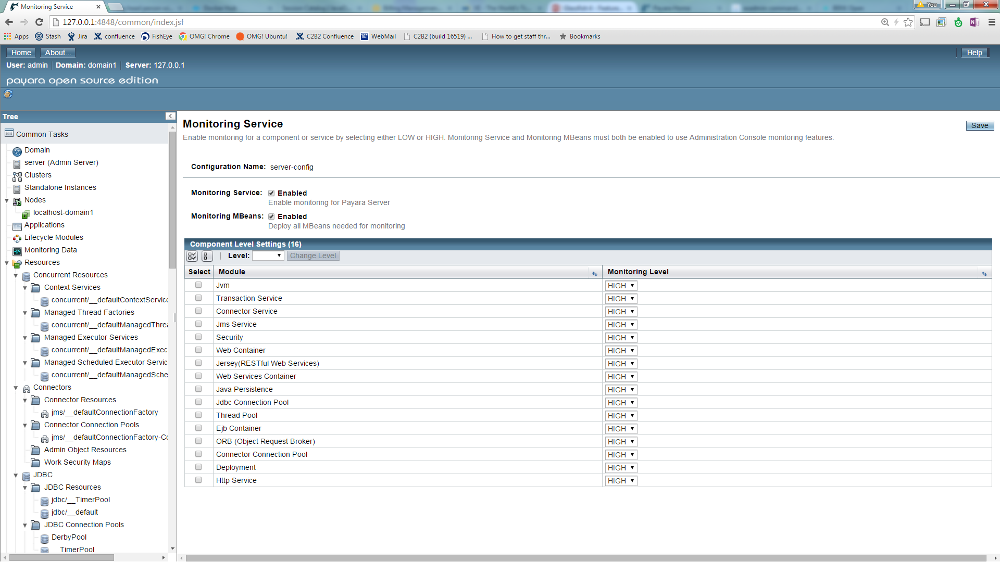 Monitoring Service
You
127.0.0.1:4848/common/index.jsf
Apps Stash Jira confluence FishEye OMG! Chrome OMG! Ubuntu! C2B2 Confluence WebMail C2B2 (build 16519) ... How to get staff thr... Bookmarks
Home About... Help
User: admin Domain: domain1 Server: 127.0.0.1
payara open source edition
Tree
Common Tasks
Domain
server (Admin Server)
Clusters
Standalone Instances
Nodes
localhost-domain1
Applications
Lifecycle Modules
Monitoring Data
Resources
Concurrent Resources
Context Services
concurrent/__defaultContextService
Managed Thread Factories
concurrent/__defaultManagedThrea
Managed Executor Services
concurrent/__defaultManagedExec
Managed Scheduled Executor Servic
concurrent/__defaultManagedSche
Connectors
Connector Resources
jms/__defaultConnectionFactory
Connector Connection Pools
jms/__defaultConnectionFactory-Co
Admin Object Resources
Work Security Maps
JDBC
JDBC Resources
jdbc/__TimerPool
jdbc/__default
JDBC Connection Pools
DerbyPool
__TimerPool
Monitoring Service
Save
Enable monitoring for a component or service by selecting either LOW or HIGH. Monitoring Service and Monitoring MBeans must both be enabled to use Administration Console monitoring features.
Configuration Name: server-config
Monitoring Service: Enabled
Enable monitoring for Payara Server
Monitoring MBeans: Enabled
Deploy all MBeans needed for monitoring
Component Level Settings (16)
Level: Change Level
Select Module Monitoring Level
Jvm HIGH
Transaction Service HIGH
Connector Service HIGH
Jms Service HIGH
Security HIGH
Web Container HIGH
Jersey(RESTful Web Services) HIGH
Web Services Container HIGH
Java Persistence HIGH
Jdbc Connection Pool HIGH
Thread Pool HIGH
Ejb Container HIGH
ORB (Object Request Broker) HIGH
Connector Connection Pool HIGH
Deployment HIGH
Http Service HIGH